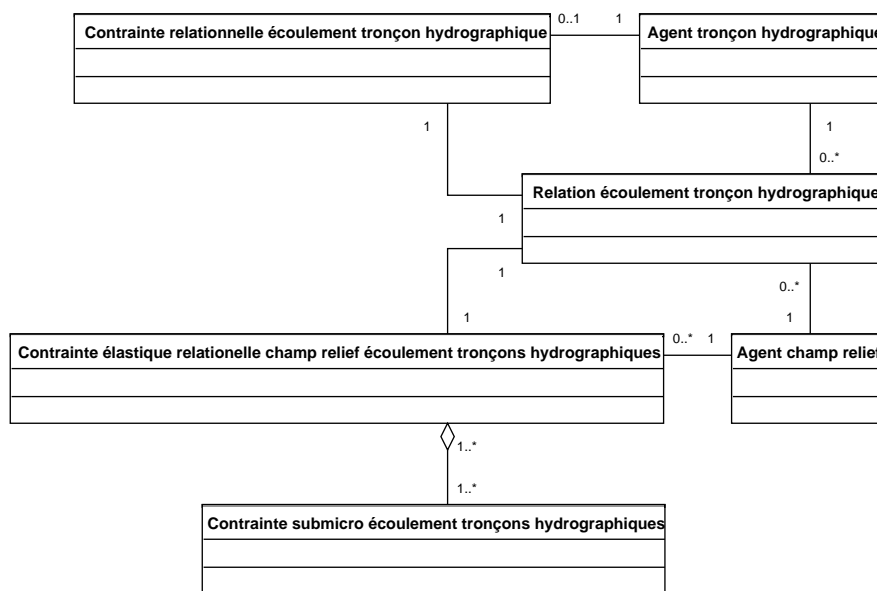 Contrainte relationnelle écoulement tronçon hydrographique
0..1
1
Agent tronçon hydrographique
1
1
0..*
Relation écoulement tronçon hydrographique
1
1
0..*
1
1
Contrainte élastique relationelle champ relief écoulement tronçons hydrographiques
0..*
1
Agent champ relief
1..*
1..*
Contrainte submicro écoulement tronçons hydrographiques